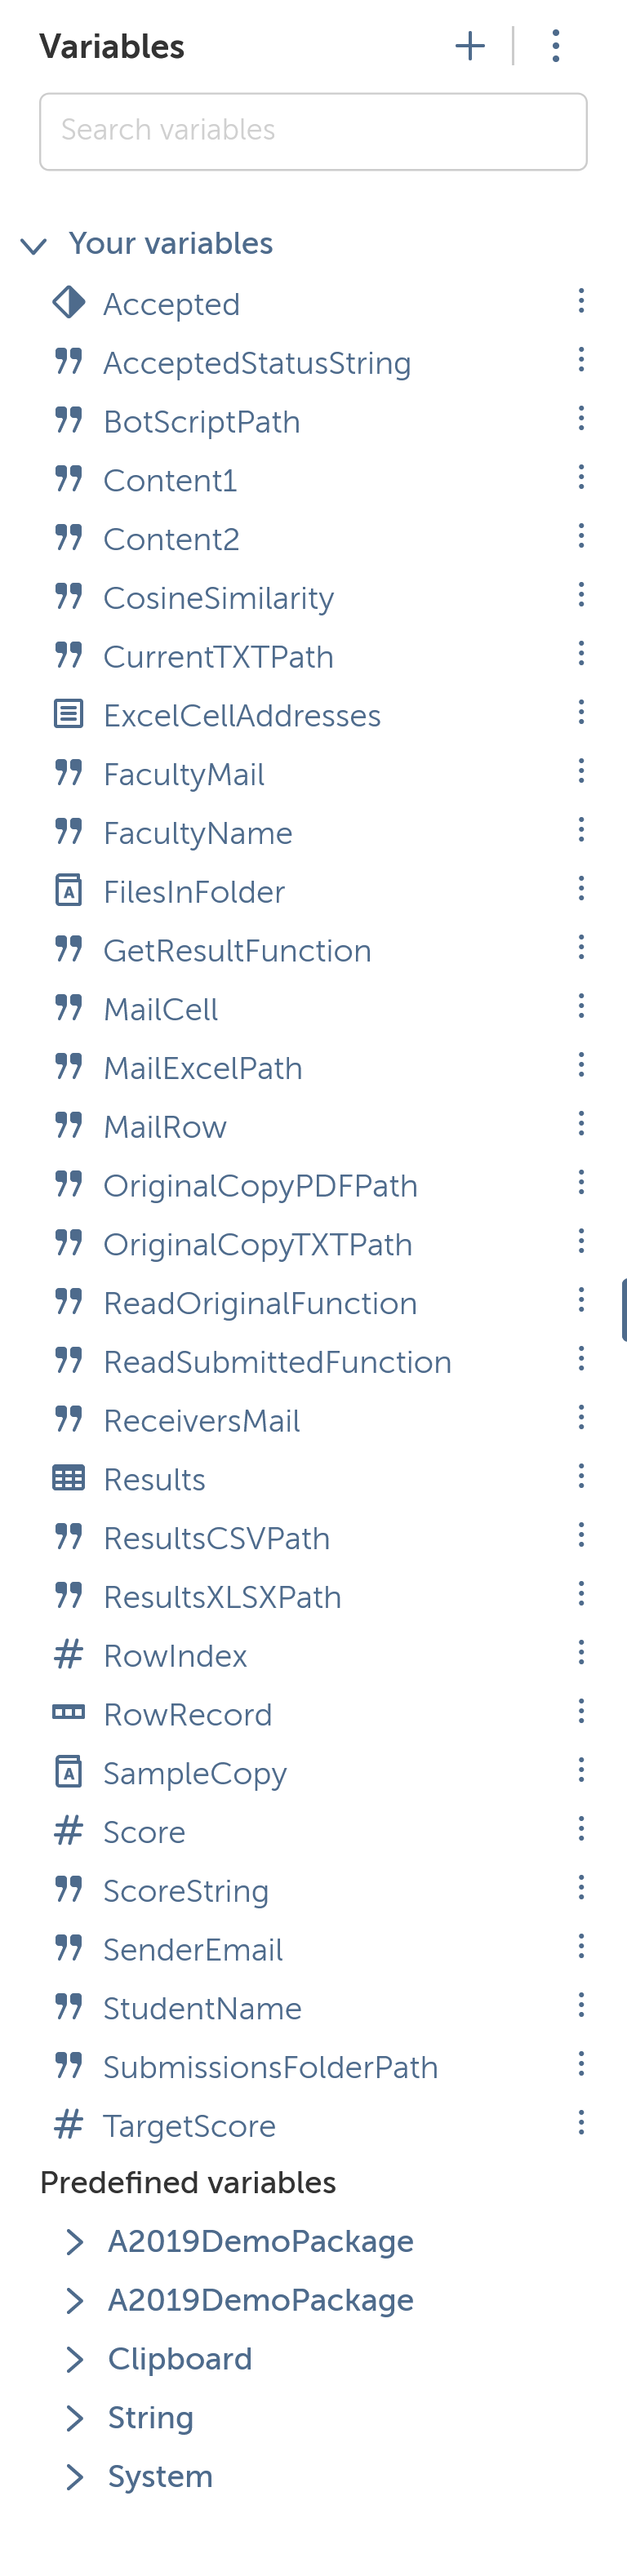 Variables
Search variables
Your variables
Accepted
AcceptedStatusString
BotScriptPath
Content1
Content2
CosineSimilarity
CurrentTXTPath
ExcelCellAddresses
FacultyMail
FacultyName
FilesInFolder
GetResultFunction
MailCell
MailExcelPath
MailRow
OriginalCopyPDFPath
OriginalCopyTXTPath
ReadOriginalFunction
ReadSubmittedFunction
ReceiversMail
Results
ResultsCSVPath
ResultsXLSXPath
RowIndex
RowRecord
SampleCopy
Score
ScoreString
SenderEmail
StudentName
SubmissionsFolderPath
TargetScore
Predefined variables
A2019DemoPackage
A2019DemoPackage
Clipboard
String
System